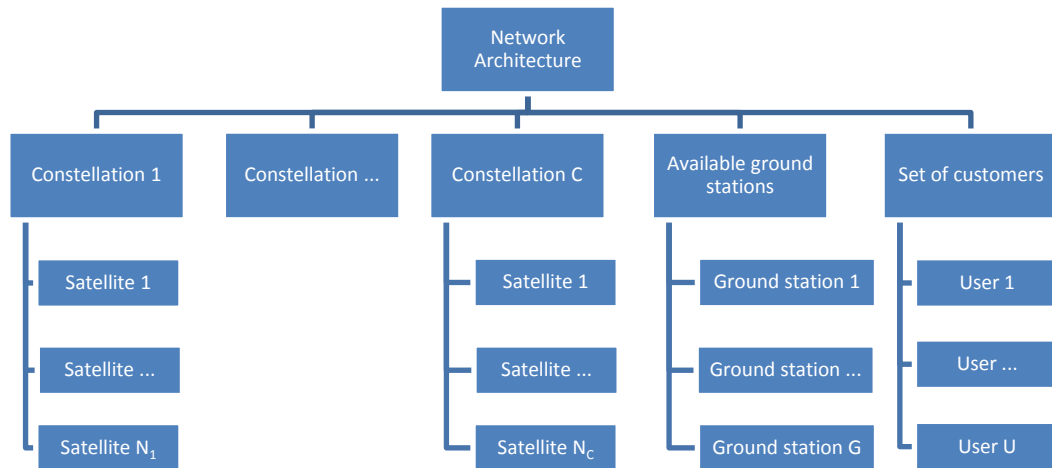 Network
Architecture
Constellation 1
Constellation ...
Constellation C
Available ground
stations
Set of customers
Satellite 1
Satellite ...
Satellite N₁
Satellite 1
Satellite ...
Satellite N꜀
Ground station 1
Ground station ...
Ground station G
User 1
User ...
User U